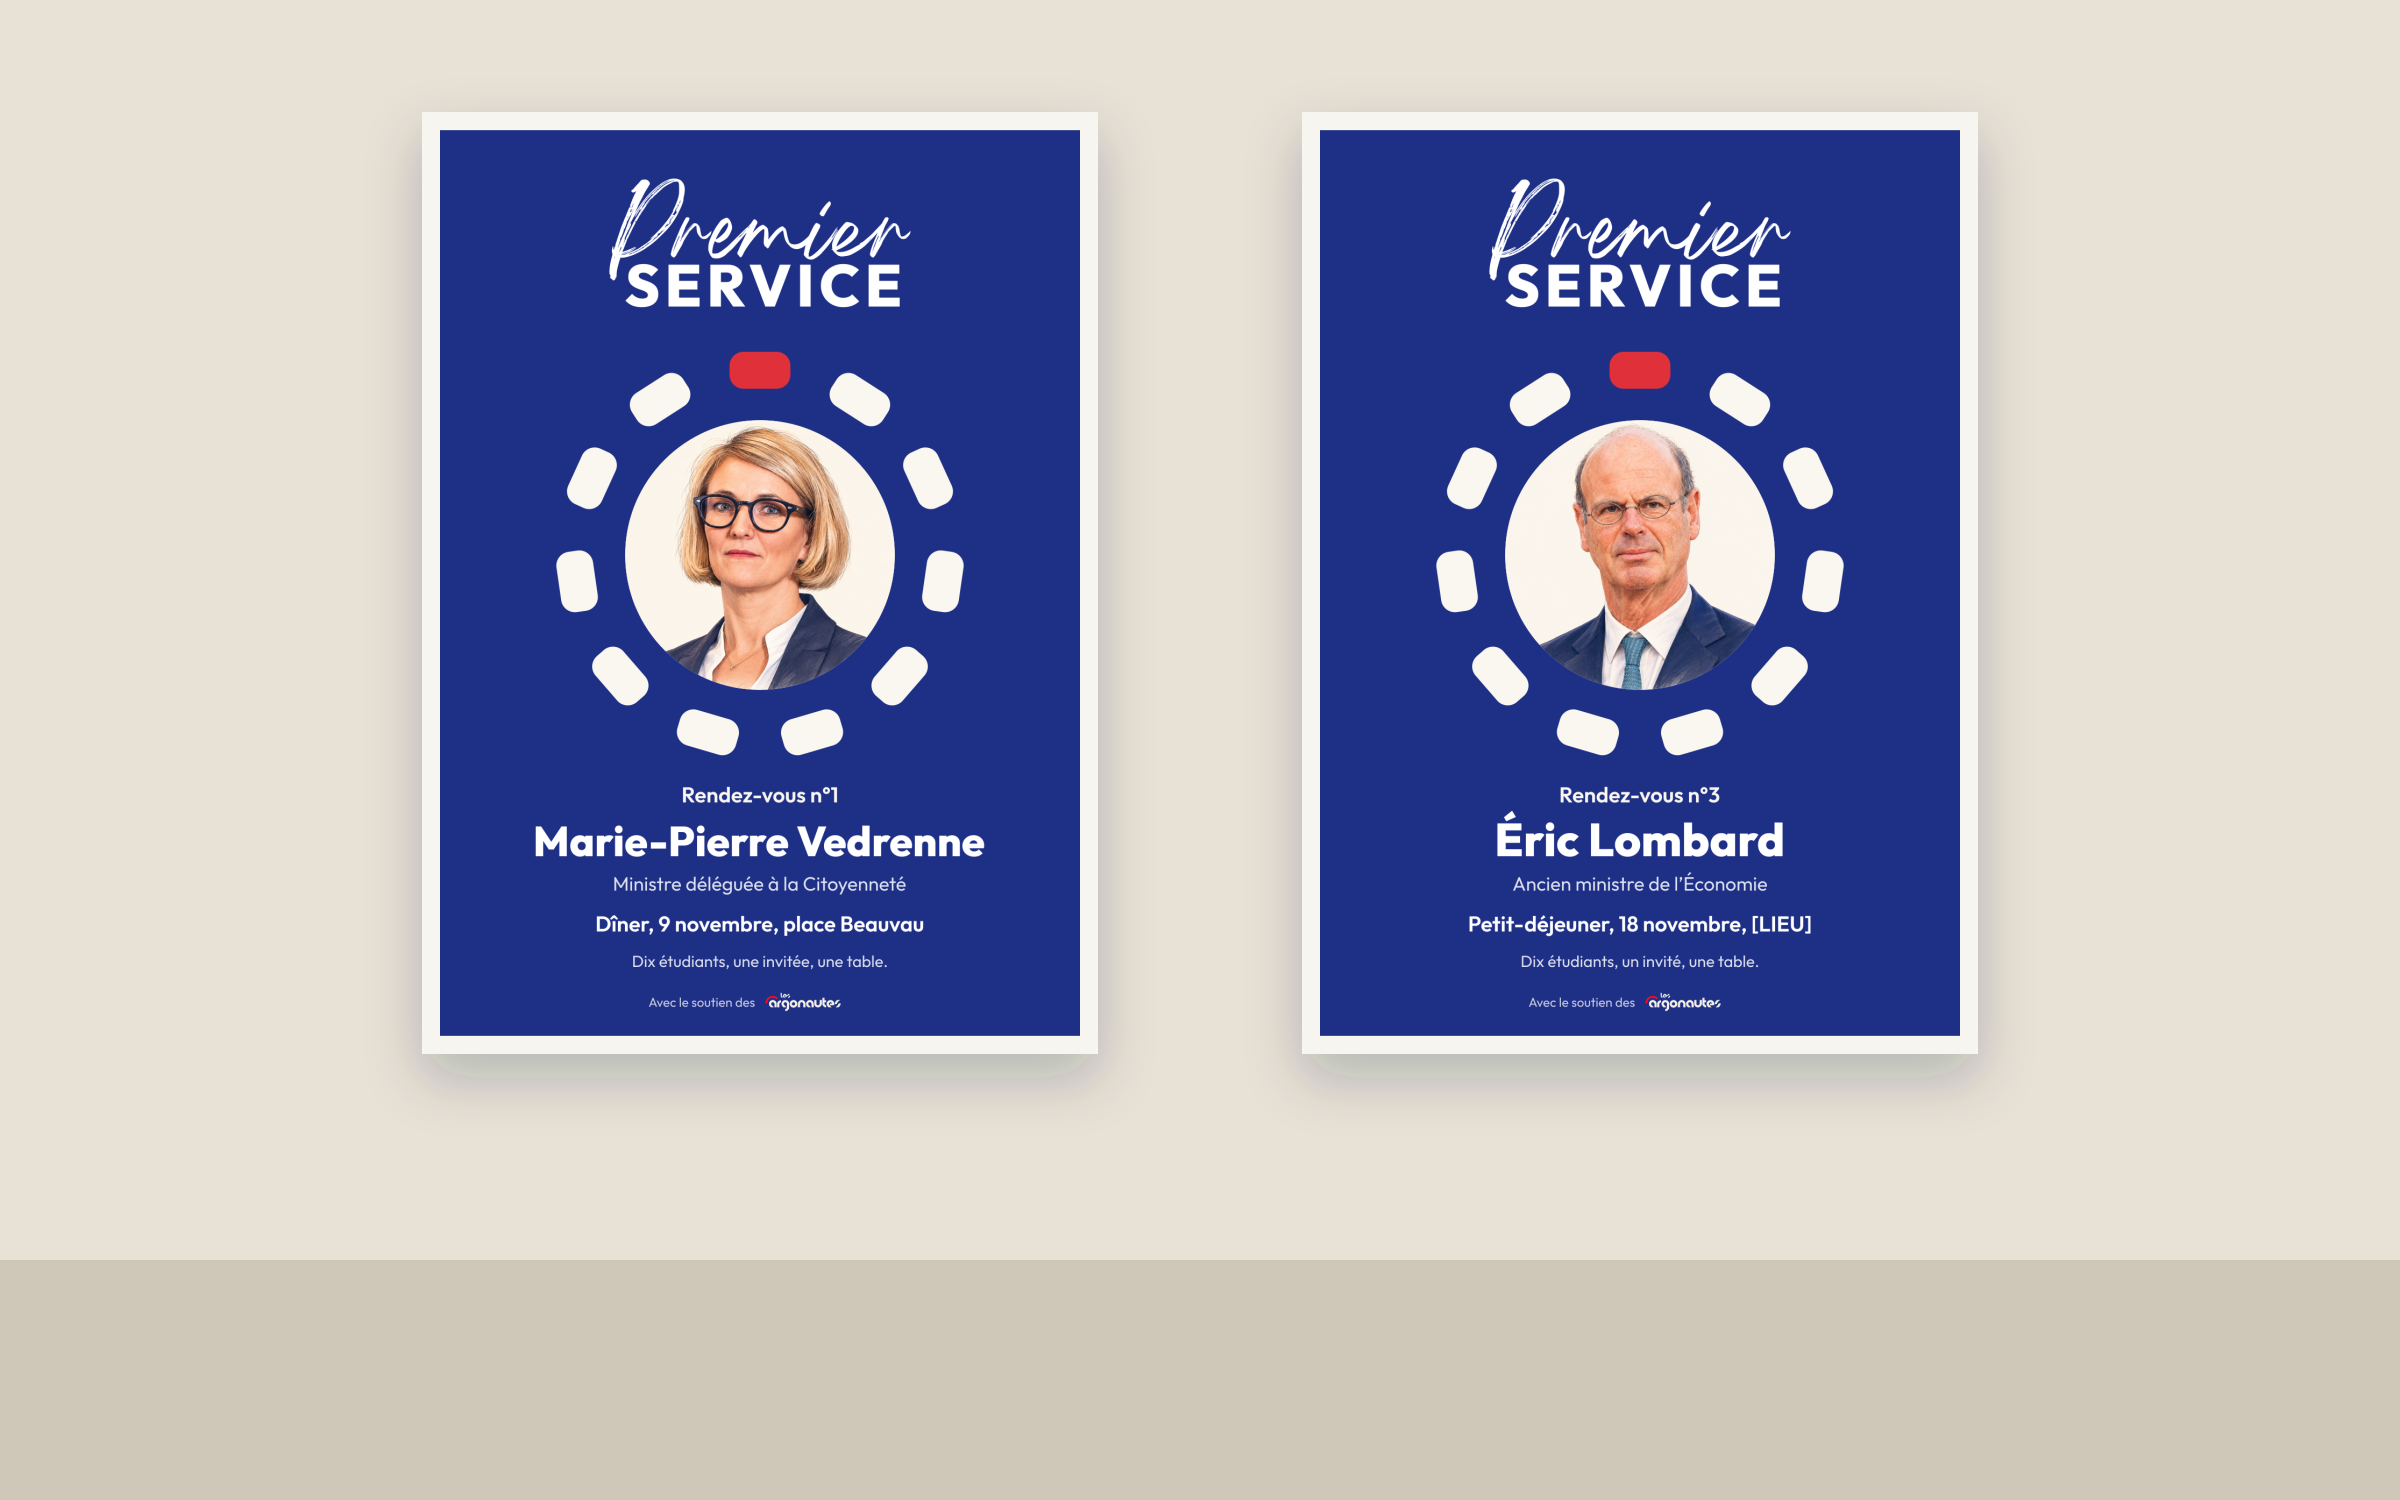 Premier
SERVICE
Rendez-vous n°1
Marie-Pierre Vedrenne
Ministre déléguée à la Citoyenneté
Dîner, 9 novembre, place Beauvau
Dix étudiants, une invitée, une table.
Avec le soutien des les argonautes
Premier
SERVICE
Rendez-vous n°3
Éric Lombard
Ancien ministre de l’Économie
Petit-déjeuner, 18 novembre, [LIEU]
Dix étudiants, un invité, une table.
Avec le soutien des les argonautes